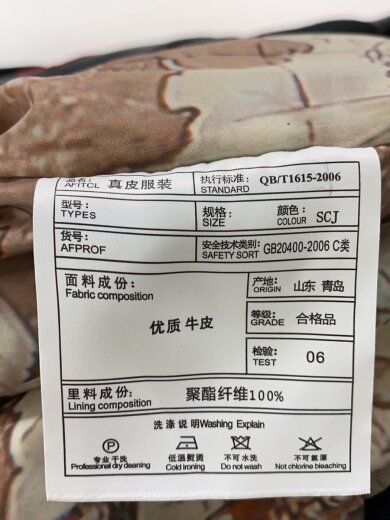 品名: 真皮服装 执行标准: QB/T1615-2006
AFITCL STANDARD
型号: 规格: 颜色: SCJ
TYPES SIZE COLOUR
货号: 安全技术类别: GB20400-2006 C类
AFPROF SAFETY SORT
面料成份: 产地: 山东 青岛
Fabric composition ORIGIN
优质 牛皮 等级: 合格品
GRADE
检验: 06
TEST
里料成份: 聚酯纤维100%
Lining composition
洗涤说明Washing Explain
P
专业干洗 低温熨烫 不可水洗 不可氯漂
Professional dry cleaning Cold ironing Do not wash Not chlorine bleaching